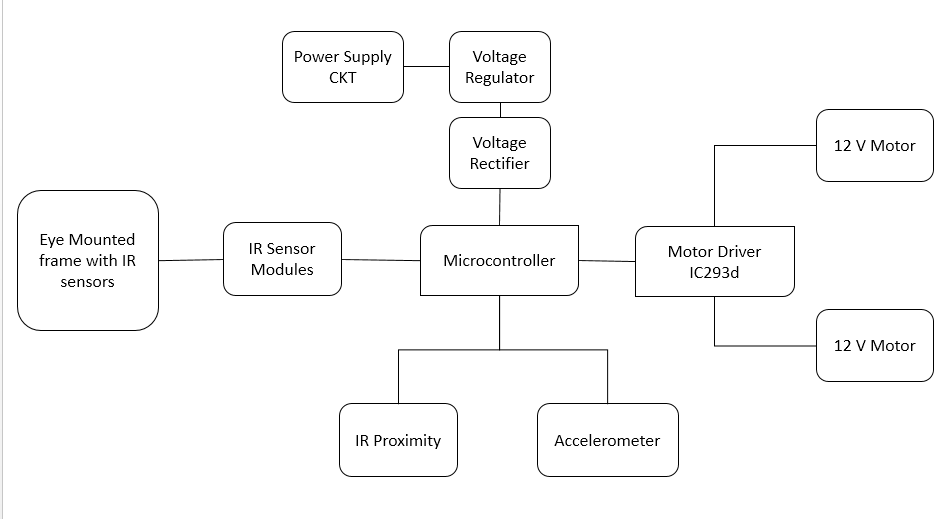 Power Supply
CKT
Voltage
Regulator
Voltage
Rectifier
12 V Motor
Eye Mounted
frame with IR
sensors
IR Sensor
Modules
Microcontroller
Motor Driver
IC293d
12 V Motor
IR Proximity
Accelerometer